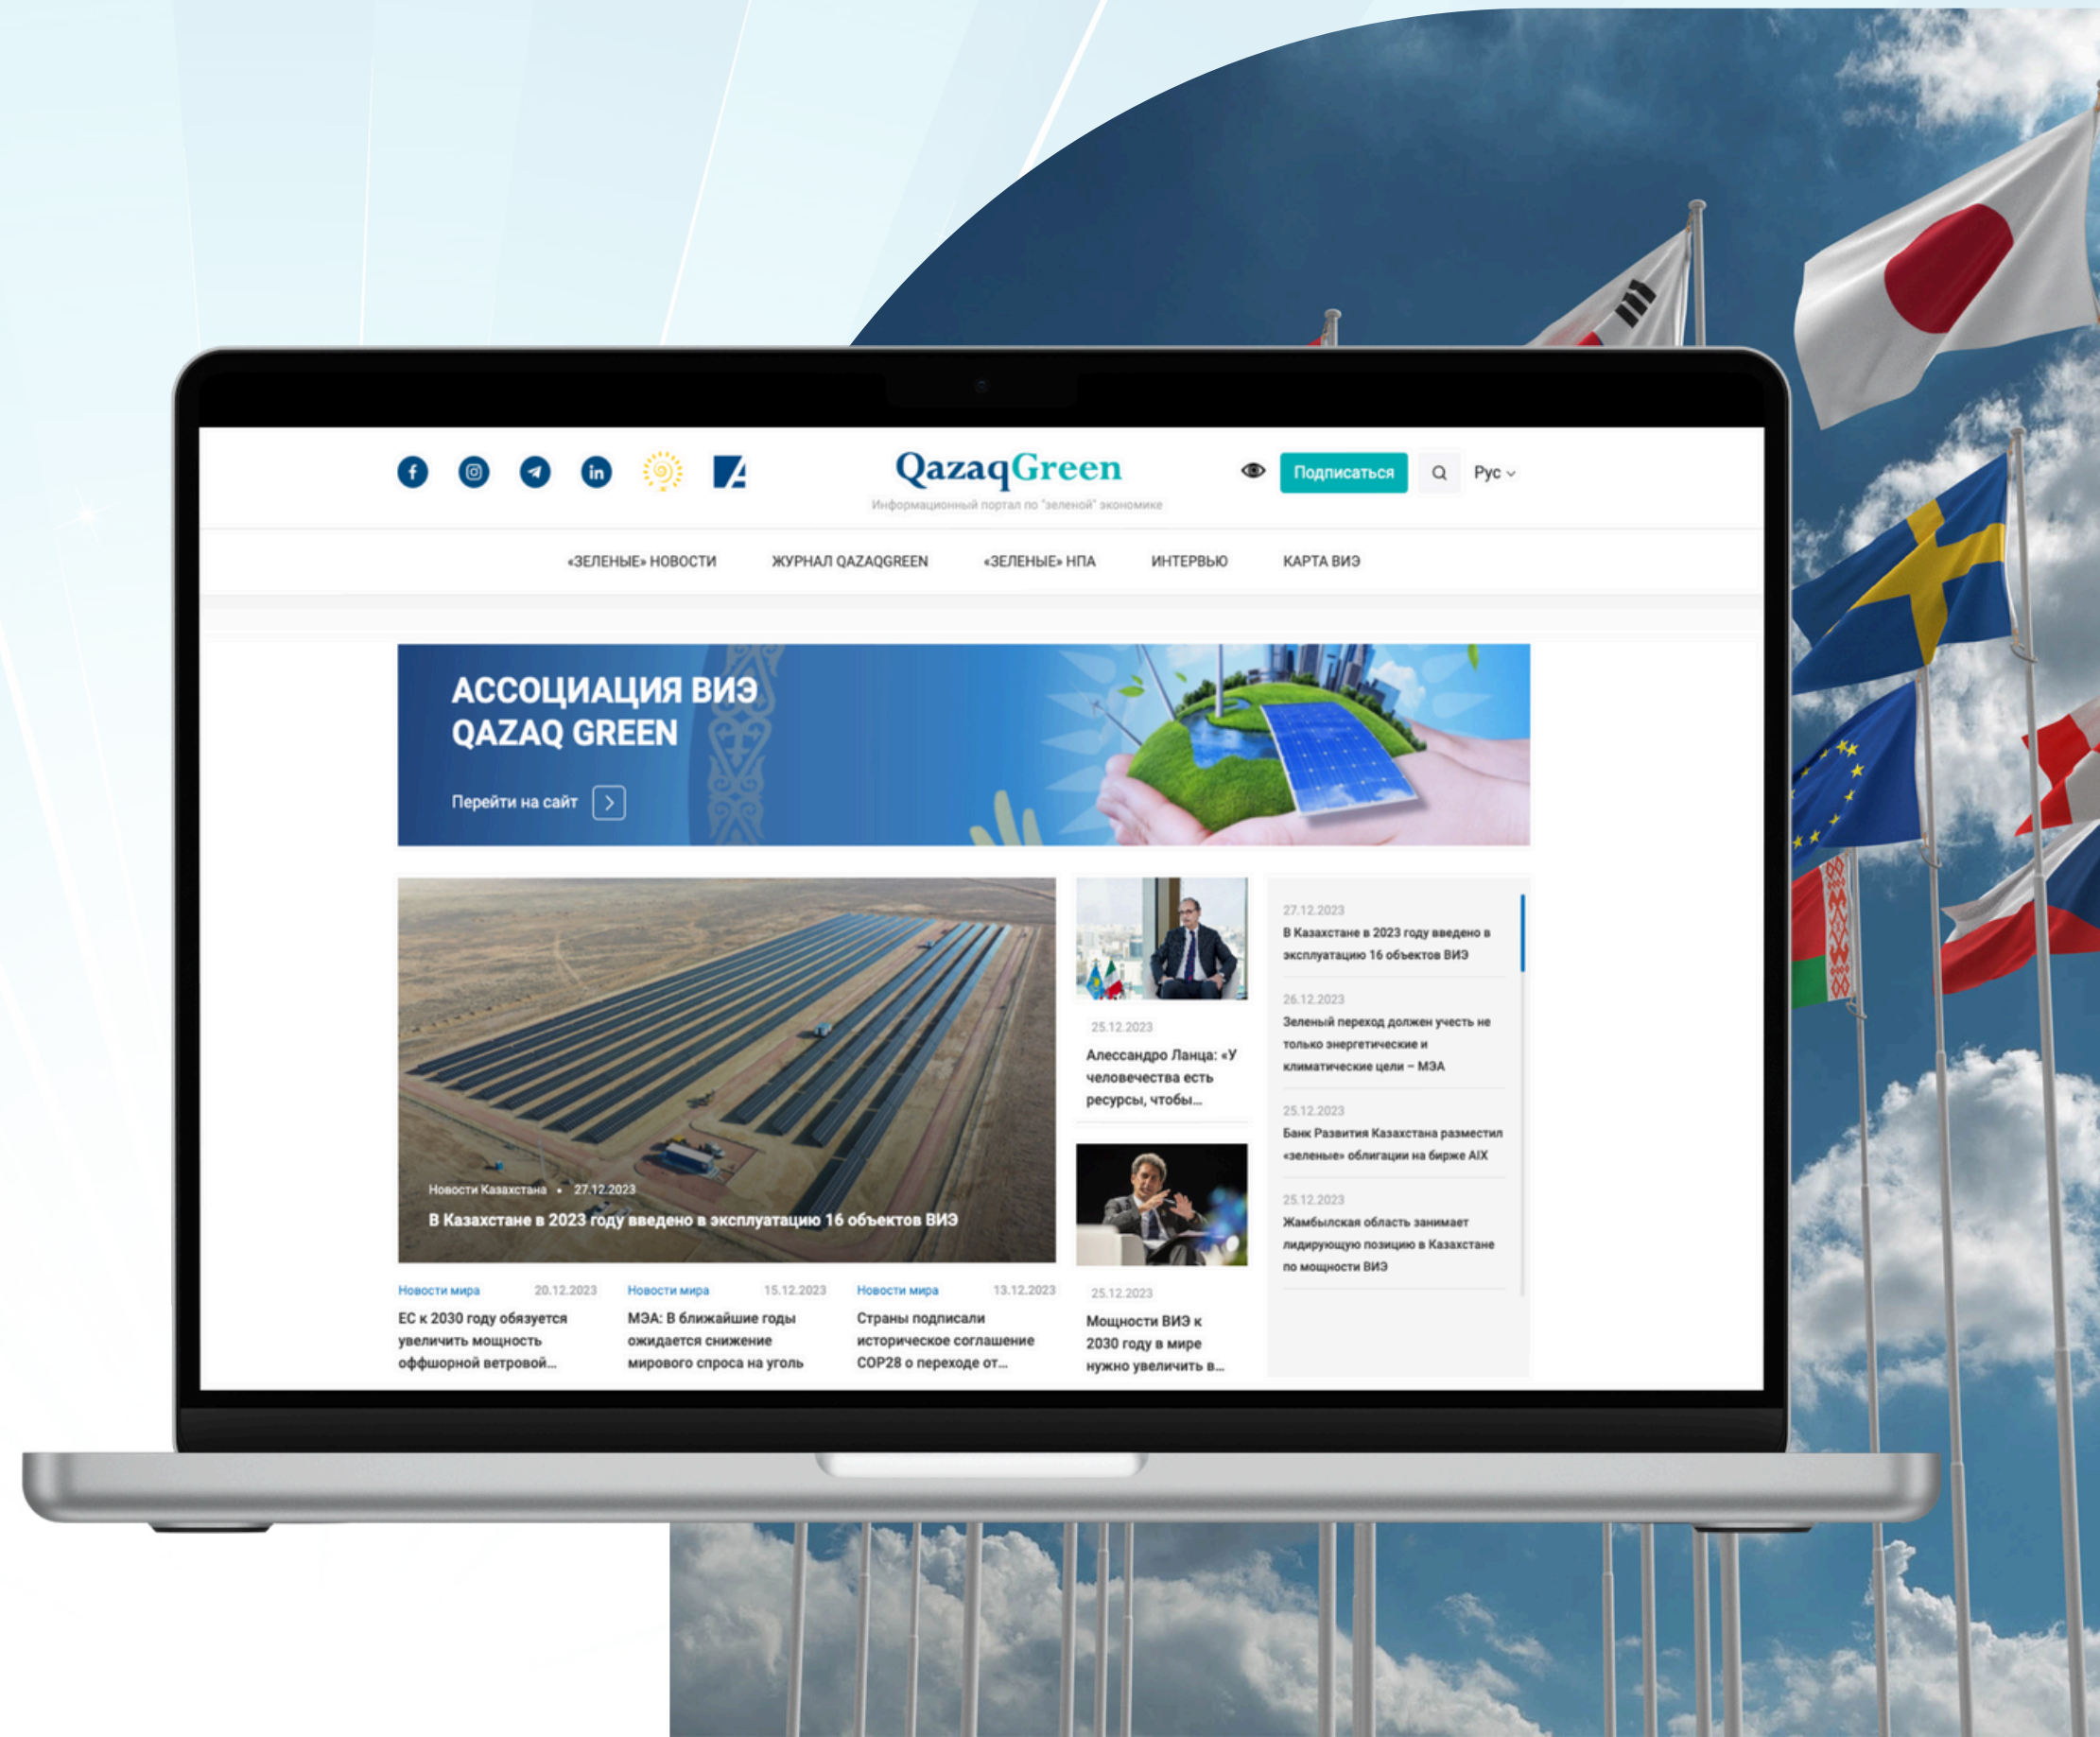 QazaqGreen
Информационный портал по "зеленой" экономике
Подписаться
Рус
«ЗЕЛЕНЫЕ» НОВОСТИ
ЖУРНАЛ QAZAQGREEN
«ЗЕЛЕНЫЕ» НПА
ИНТЕРВЬЮ
КАРТА ВИЭ
АССОЦИАЦИЯ ВИЭ
QAZAQ GREEN
Перейти на сайт
Новости Казахстана • 27.12.2023
В Казахстане в 2023 году введено в эксплуатацию 16 объектов ВИЭ
Новости мира 20.12.2023
ЕС к 2030 году обязуется
увеличить мощность
оффшорной ветровой...
Новости мира 15.12.2023
МЭА: В ближайшие годы
ожидается снижение
мирового спроса на уголь
Новости мира 13.12.2023
Страны подписали
историческое соглашение
COP28 о переходе от...
25.12.2023
Алессандро Ланца: «У
человечества есть
ресурсы, чтобы...
25.12.2023
Мощности ВИЭ к
2030 году в мире
нужно увеличить в...
27.12.2023
В Казахстане в 2023 году введено в
эксплуатацию 16 объектов ВИЭ
26.12.2023
Зеленый переход должен учесть не
только энергетические и
климатические цели – МЭА
25.12.2023
Банк Развития Казахстана разместил
«зеленые» облигации на бирже AIX
25.12.2023
Жамбылская область занимает
лидирующую позицию в Казахстане
по мощности ВИЭ